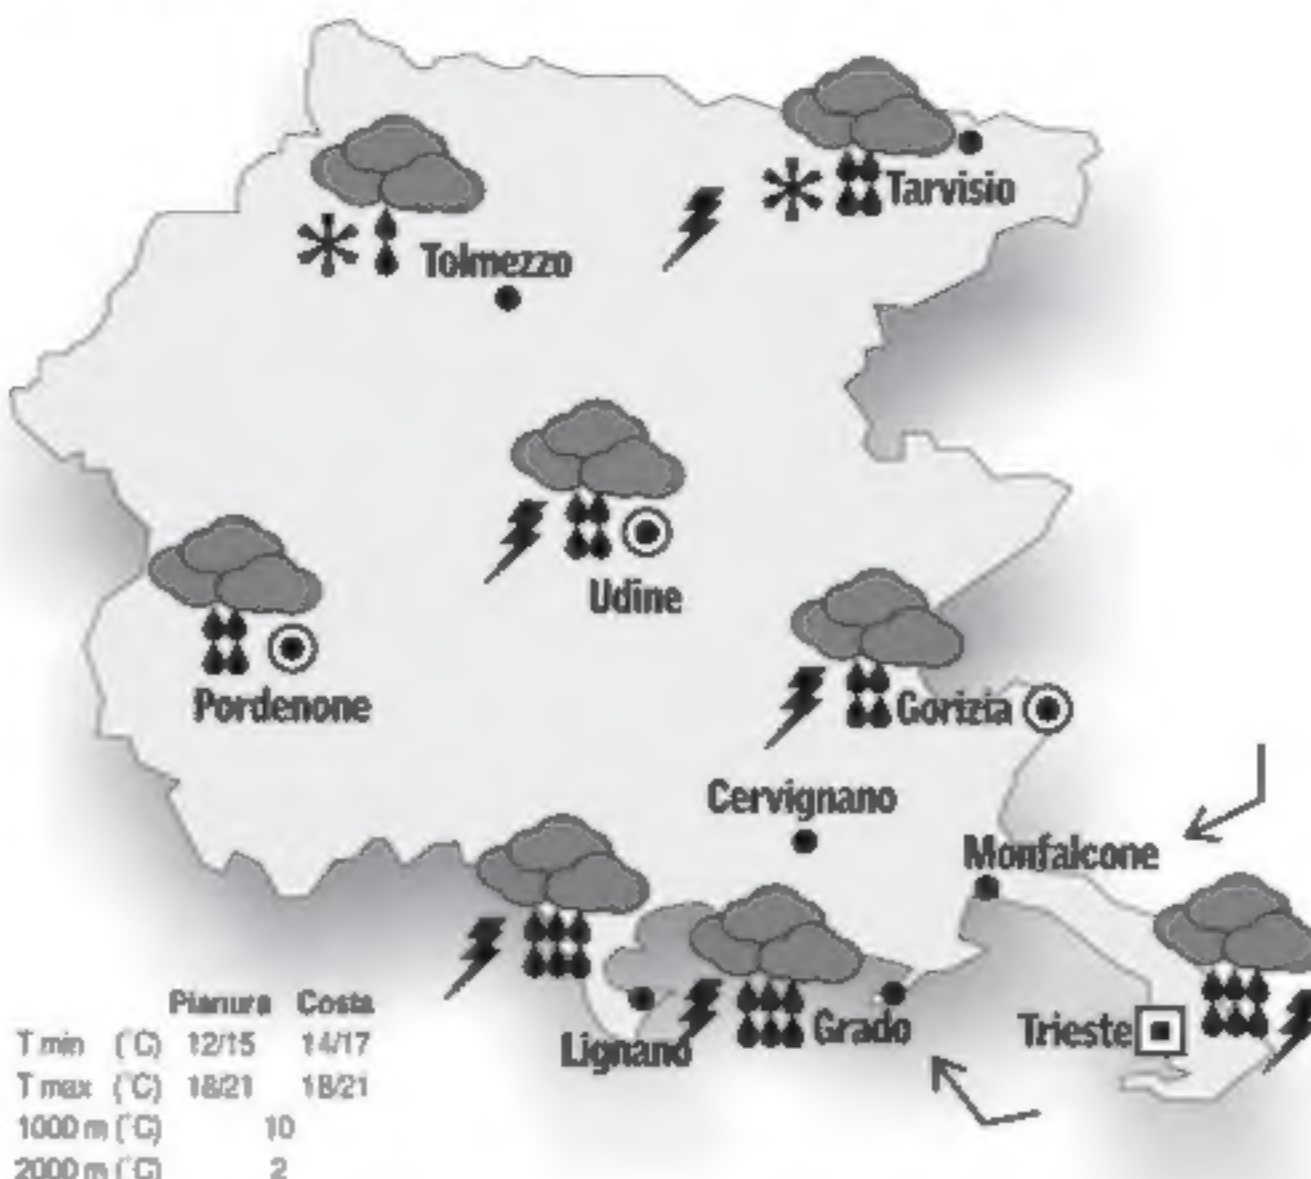 Tarvisio
Tolmezzo
Udine
Pordenone
Gorizia
Cervignano
Monfalcone
Lignano
Grado
Trieste
Pianura Costa
T min (°C) 12/15 14/17
T max (°C) 18/21 18/21
1000 m (°C) 10
2000 m (°C) 2